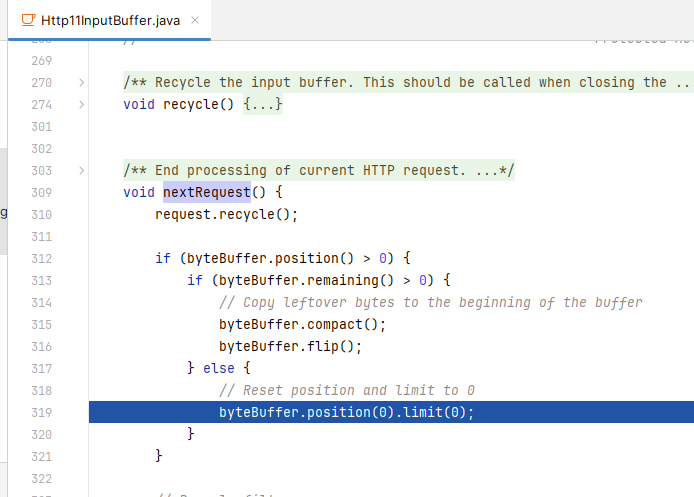 Http11InputBuffer.java
269
270 /** Recycle the input buffer. This should be called when closing the ...
274 void recycle() {...}
301
302
303 /** End processing of current HTTP request. ...*/
309 void nextRequest() {
310 request.recycle();
311
312 if (byteBuffer.position() > 0) {
313 if (byteBuffer.remaining() > 0) {
314 // Copy leftover bytes to the beginning of the buffer
315 byteBuffer.compact();
316 byteBuffer.flip();
317 } else {
318 // Reset position and limit to 0
319 byteBuffer.position(0).limit(0);
320 }
321 }
322